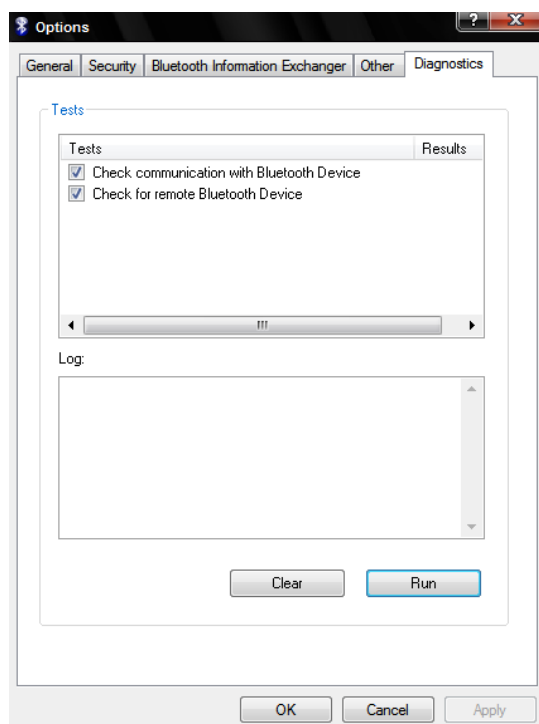 Options
General Security Bluetooth Information Exchanger Other Diagnostics
Tests
Tests Results
Check communication with Bluetooth Device
Check for remote Bluetooth Device
Log:
Clear Run
OK Cancel Apply